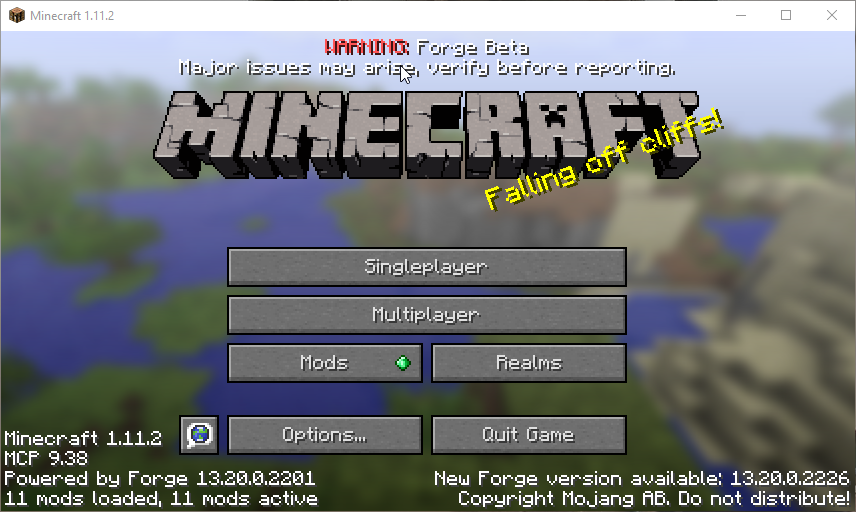 Minecraft 1.11.2
WARNING: Forge Beta
Major issues may arise, verify before reporting.
MINECRAFT
Falling off cliffs!
Singleplayer
Multiplayer
Mods
Realms
Options...
Quit Game
Minecraft 1.11.2
MCP 9.38
Powered by Forge 13.20.0.2201
11 mods loaded, 11 mods active
New Forge version available: 13.20.0.2226
Copyright Mojang AB. Do not distribute!